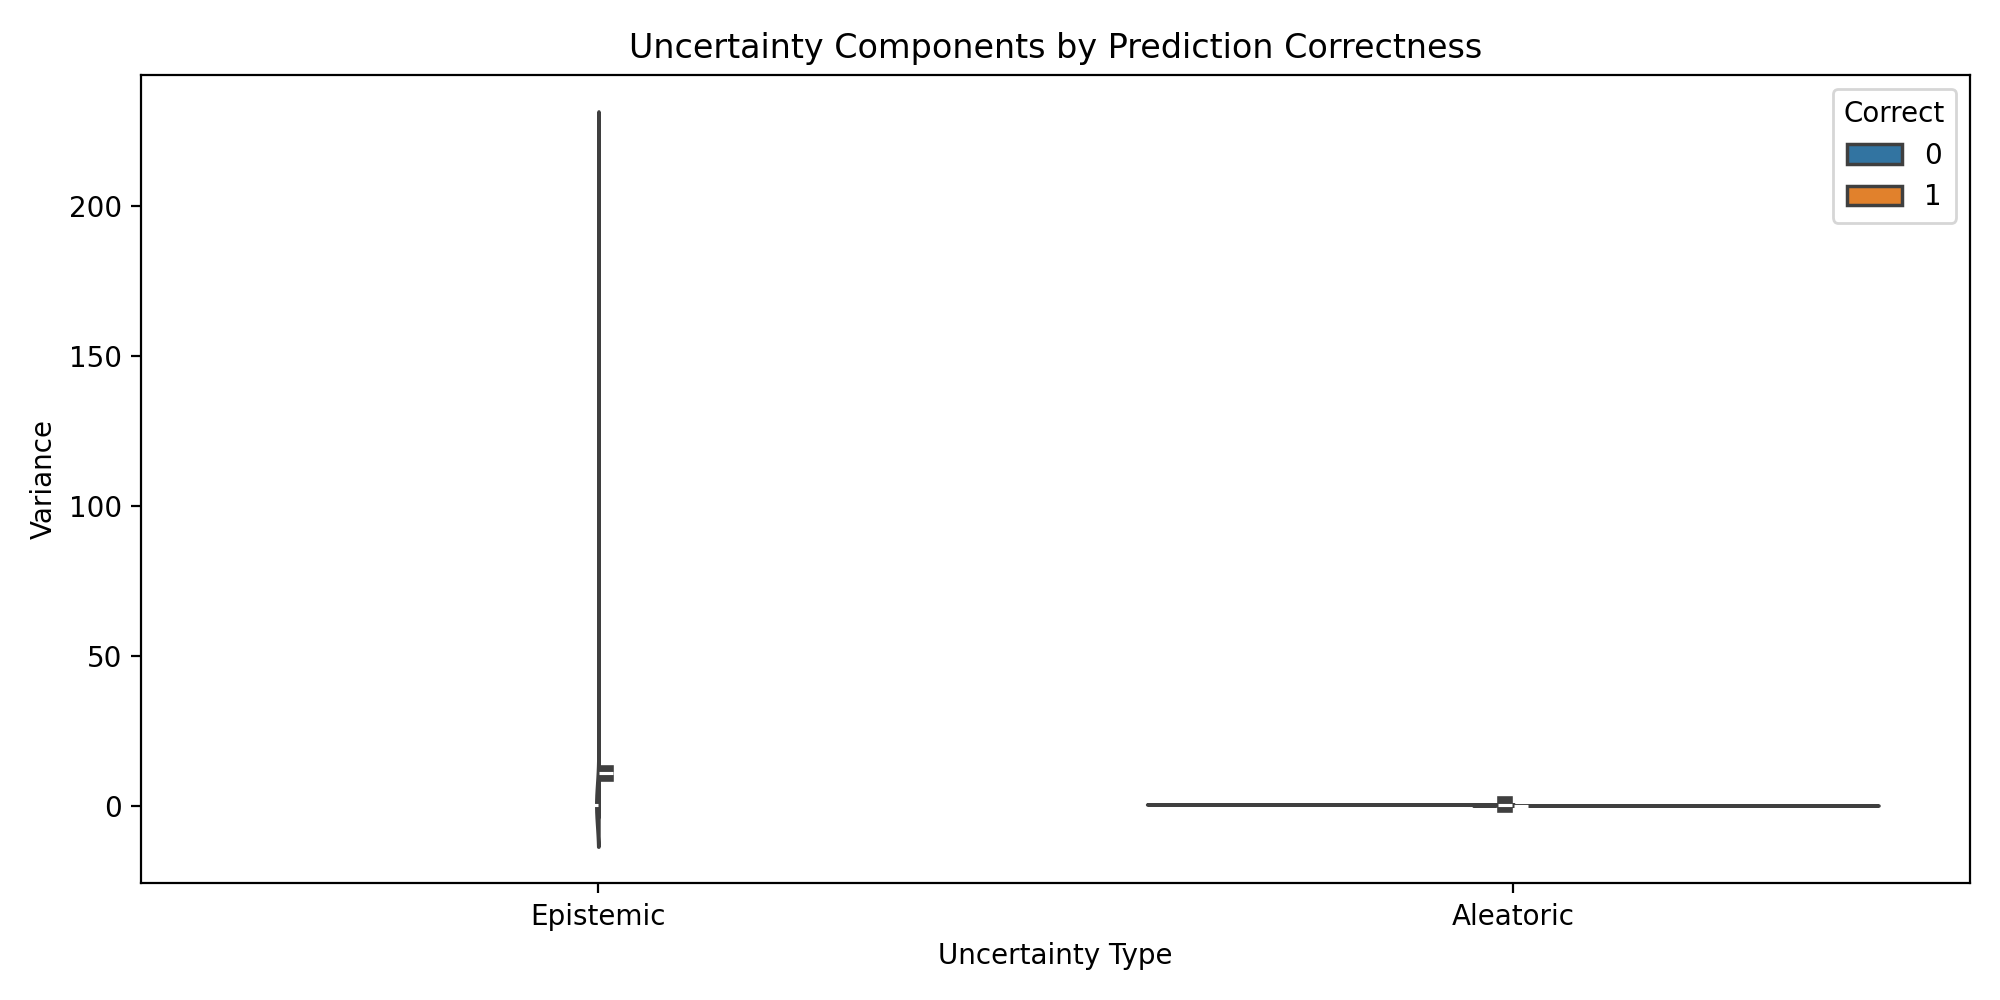 Uncertainty Components by Prediction Correctness
Correct
0
1
200
150
100
50
0
Variance
Epistemic
Aleatoric
Uncertainty Type